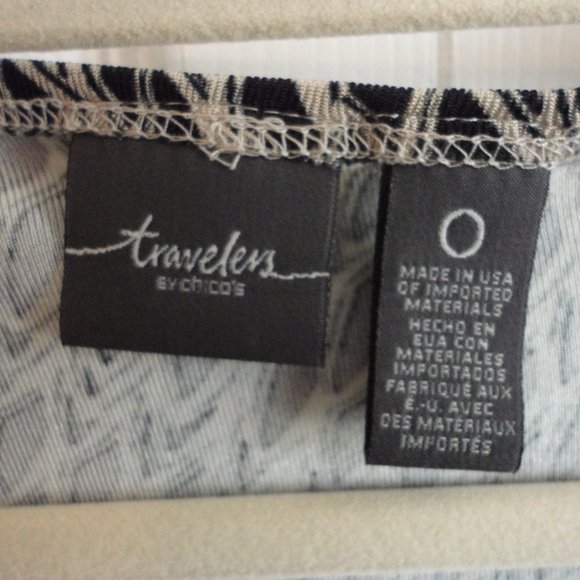 travelers
BY CHICO'S
O
MADE IN USA
OF IMPORTED
MATERIALS
HECHO EN
EUA CON
MATERIALES
IMPORTADOS
FABRIQUÉ AUX
É.-U. AVEC
DES MATÉRIAUX
IMPORTÉS